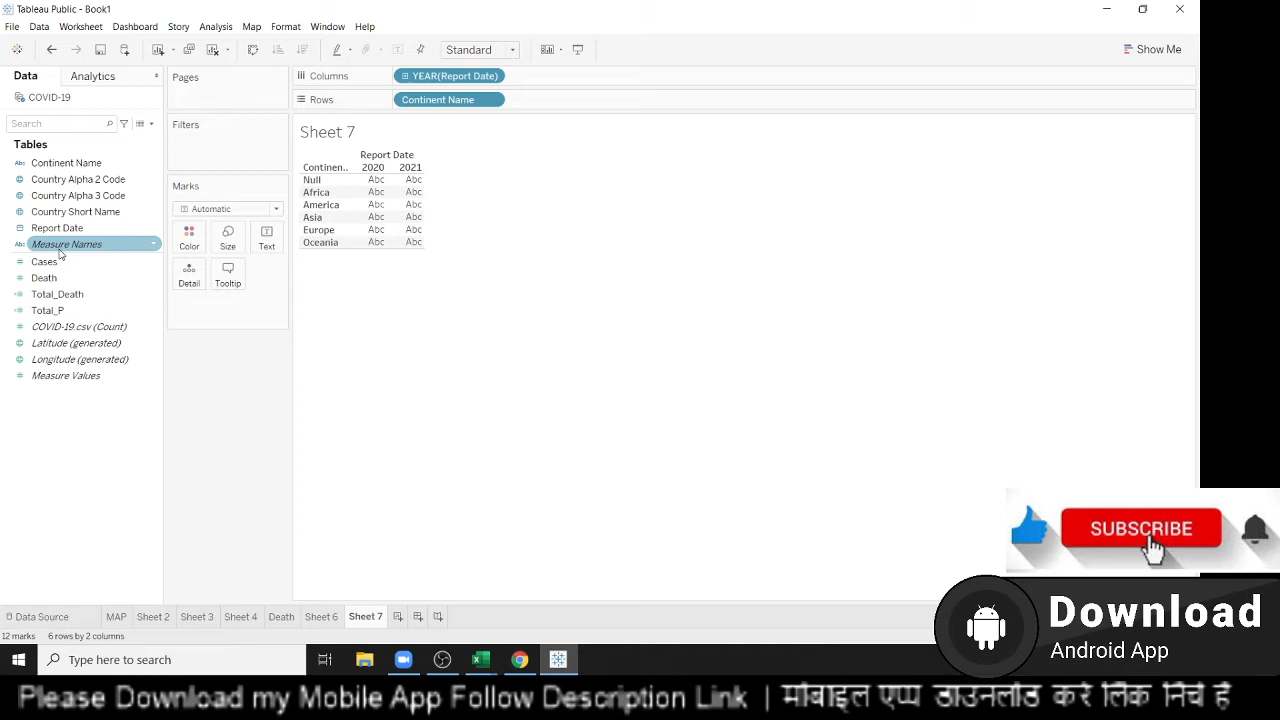 Tableau Public - Book1
File Data Worksheet Dashboard Story Analysis Map Format Window Help
Standard
Show Me
Data Analytics
COVID-19
Search
Tables
Abc Continent Name
Country Alpha 2 Code
Country Alpha 3 Code
Country Short Name
Report Date
Abc Measure Names
Cases
Death
Total_Death
Total_P
COVID-19.csv (Count)
Latitude (generated)
Longitude (generated)
Measure Values
Pages
Filters
Marks
Automatic
Color Size Text
Detail Tooltip
Columns YEAR(Report Date)
Rows Continent Name
Sheet 7
Report Date
Continen.. 2020 2021
Null Abc Abc
Africa Abc Abc
America Abc Abc
Asia Abc Abc
Europe Abc Abc
Oceania Abc Abc
SUBSCRIBE
Download
Android App
Data Source MAP Sheet 2 Sheet 3 Sheet 4 Death Sheet 6 Sheet 7
12 marks 6 rows by 2 columns
Type here to search
Please Download my Mobile App Follow Description Link | मोबाइल एप्प डाउनलोड करे लिंक निचे है